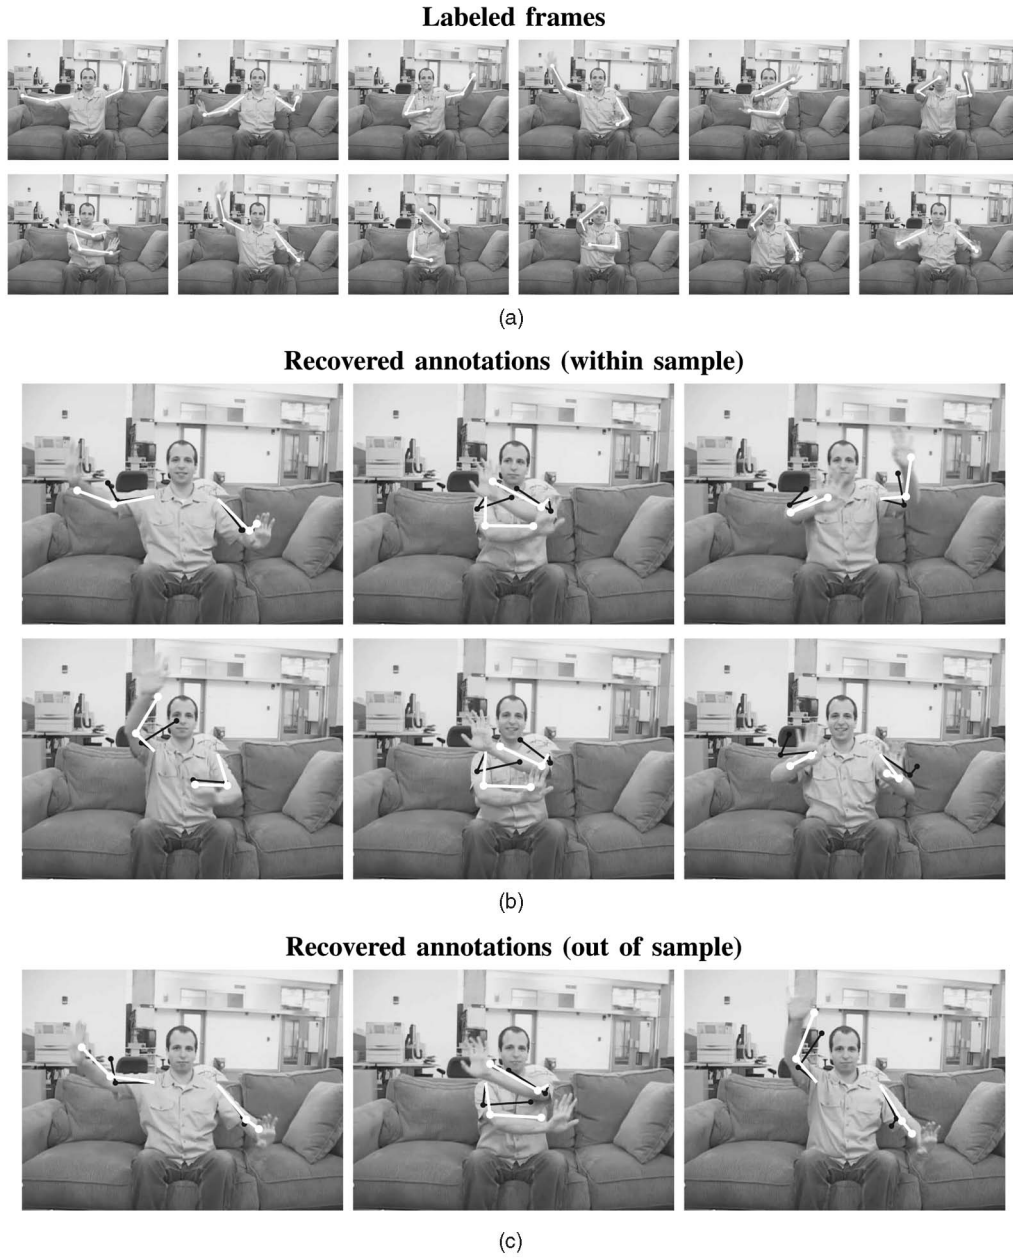 Labeled frames
(a)
Recovered annotations (within sample)
(b)
Recovered annotations (out of sample)
(c)